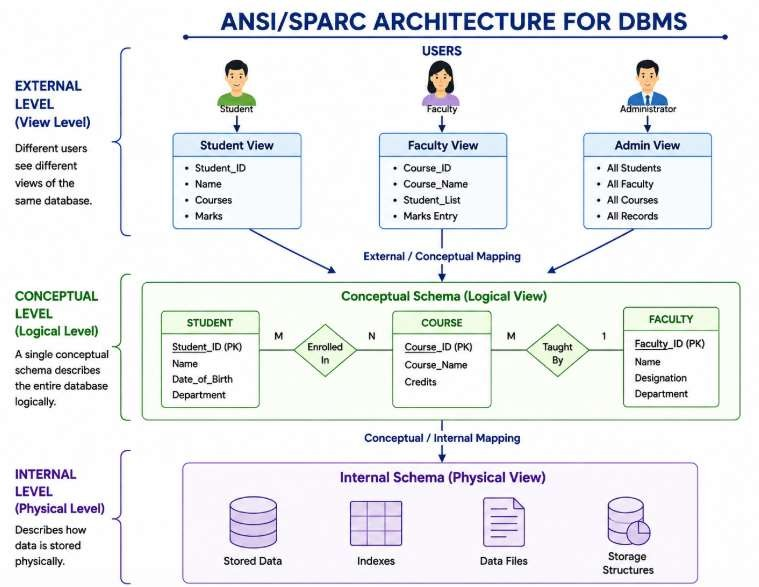 ANSI/SPARC ARCHITECTURE FOR DBMS
USERS
EXTERNAL
LEVEL
(View Level)
Different users
see different
views of the
same database.
Student
Faculty
Administrator
Student View
• Student_ID
• Name
• Courses
• Marks
Faculty View
• Course_ID
• Course_Name
• Student_List
• Marks Entry
Admin View
• All Students
• All Faculty
• All Courses
• All Records
External / Conceptual Mapping
CONCEPTUAL
LEVEL
(Logical Level)
A single conceptual
schema describes
the entire database
logically.
Conceptual Schema (Logical View)
STUDENT
Student_ID (PK)
Name
Date_of_Birth
Department
M
Enrolled
In
N
COURSE
Course_ID (PK)
Course_Name
Credits
M
Taught
By
1
FACULTY
Faculty_ID (PK)
Name
Designation
Department
Conceptual / Internal Mapping
INTERNAL
LEVEL
(Physical Level)
Describes how
data is stored
physically.
Internal Schema (Physical View)
Stored Data
Indexes
Data Files
Storage
Structures